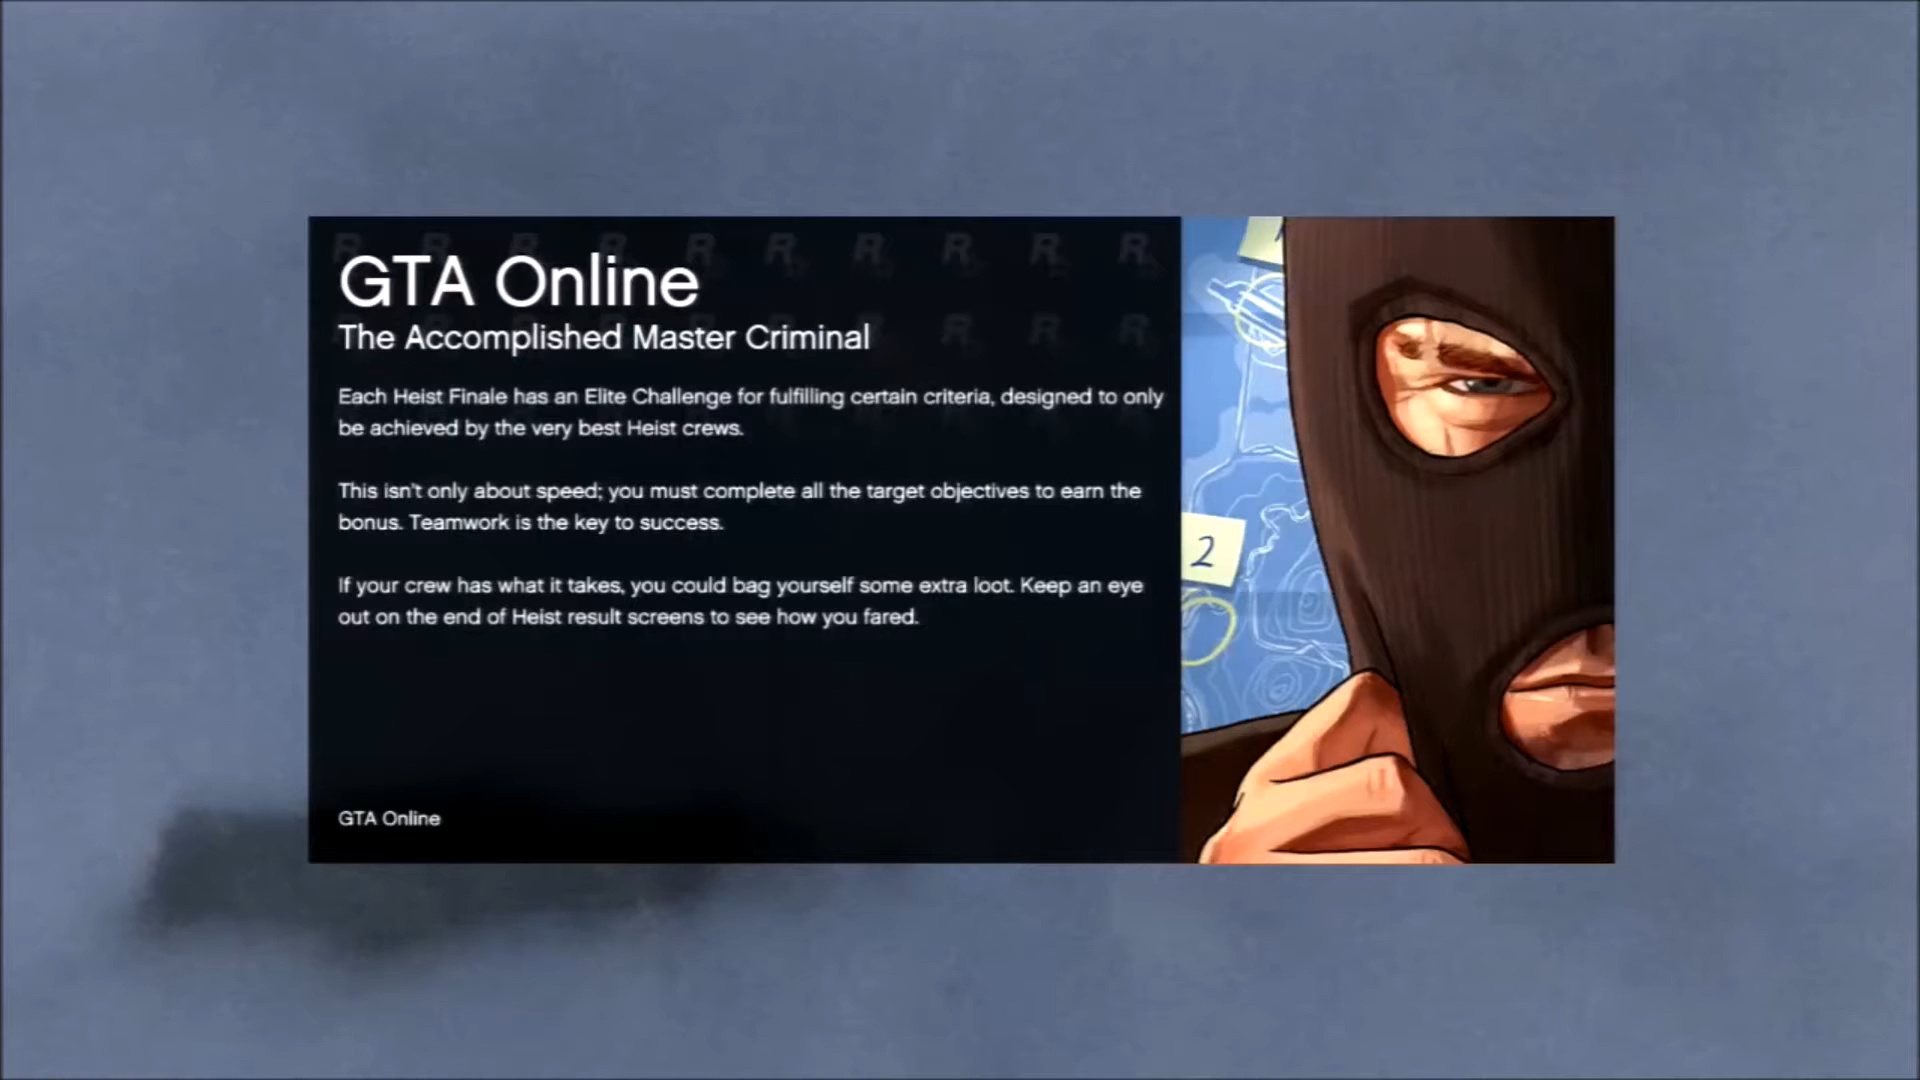 GTA Online
The Accomplished Master Criminal
Each Heist Finale has an Elite Challenge for fulfilling certain criteria, designed to only
be achieved by the very best Heist crews.
This isn't only about speed; you must complete all the target objectives to earn the
bonus. Teamwork is the key to success.
If your crew has what it takes, you could bag yourself some extra loot. Keep an eye
out on the end of Heist result screens to see how you fared.
2
GTA Online